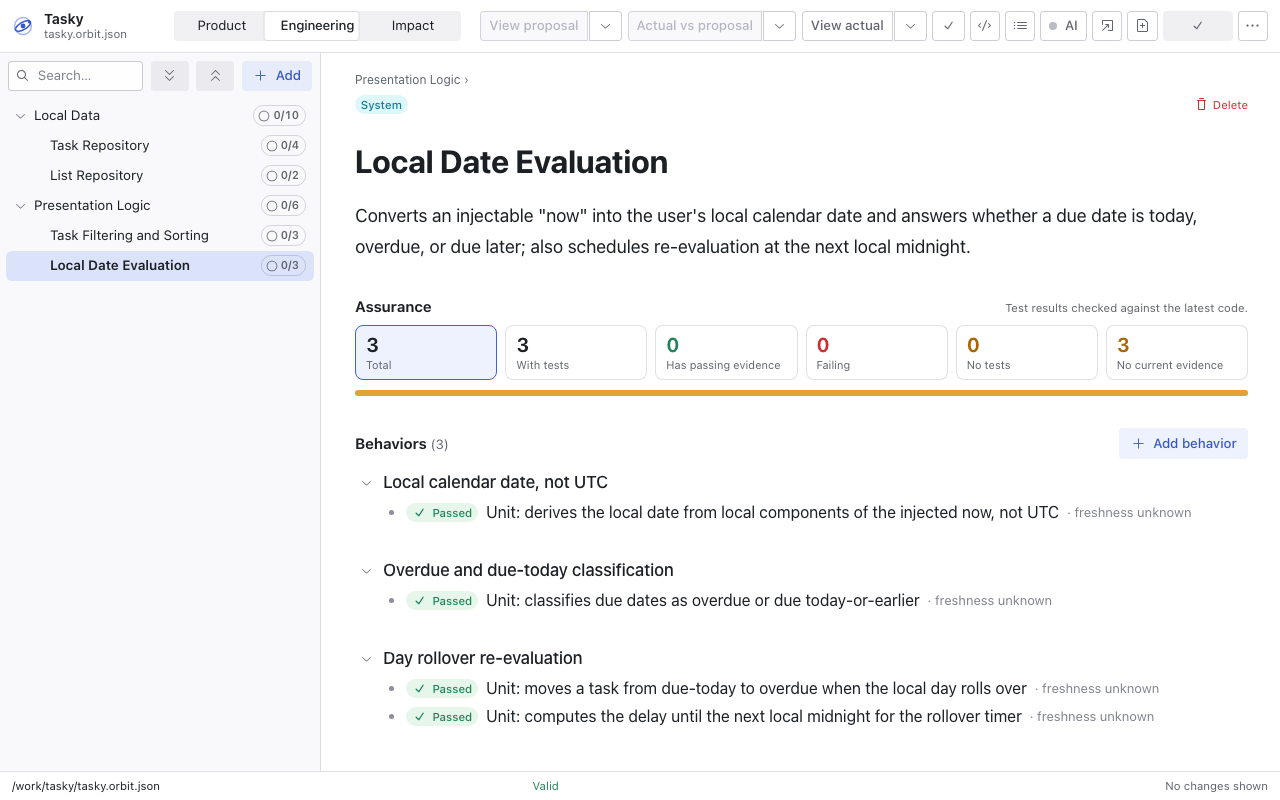 Tasky
tasky.orbit.json
Product
Engineering
Impact
View proposal
Actual vs proposal
View actual
AI
Search...
Add
Local Data 0/10
Task Repository 0/4
List Repository 0/2
Presentation Logic 0/6
Task Filtering and Sorting 0/3
Local Date Evaluation 0/3
Presentation Logic ›
System
Delete
Local Date Evaluation
Converts an injectable "now" into the user's local calendar date and answers whether a due date is today,
overdue, or due later; also schedules re-evaluation at the next local midnight.
Assurance
Test results checked against the latest code.
3
Total
3
With tests
0
Has passing evidence
0
Failing
0
No tests
3
No current evidence
Behaviors (3)
Add behavior
Local calendar date, not UTC
Passed Unit: derives the local date from local components of the injected now, not UTC · freshness unknown
Overdue and due-today classification
Passed Unit: classifies due dates as overdue or due today-or-earlier · freshness unknown
Day rollover re-evaluation
Passed Unit: moves a task from due-today to overdue when the local day rolls over · freshness unknown
Passed Unit: computes the delay until the next local midnight for the rollover timer · freshness unknown
/work/tasky/tasky.orbit.json
Valid
No changes shown